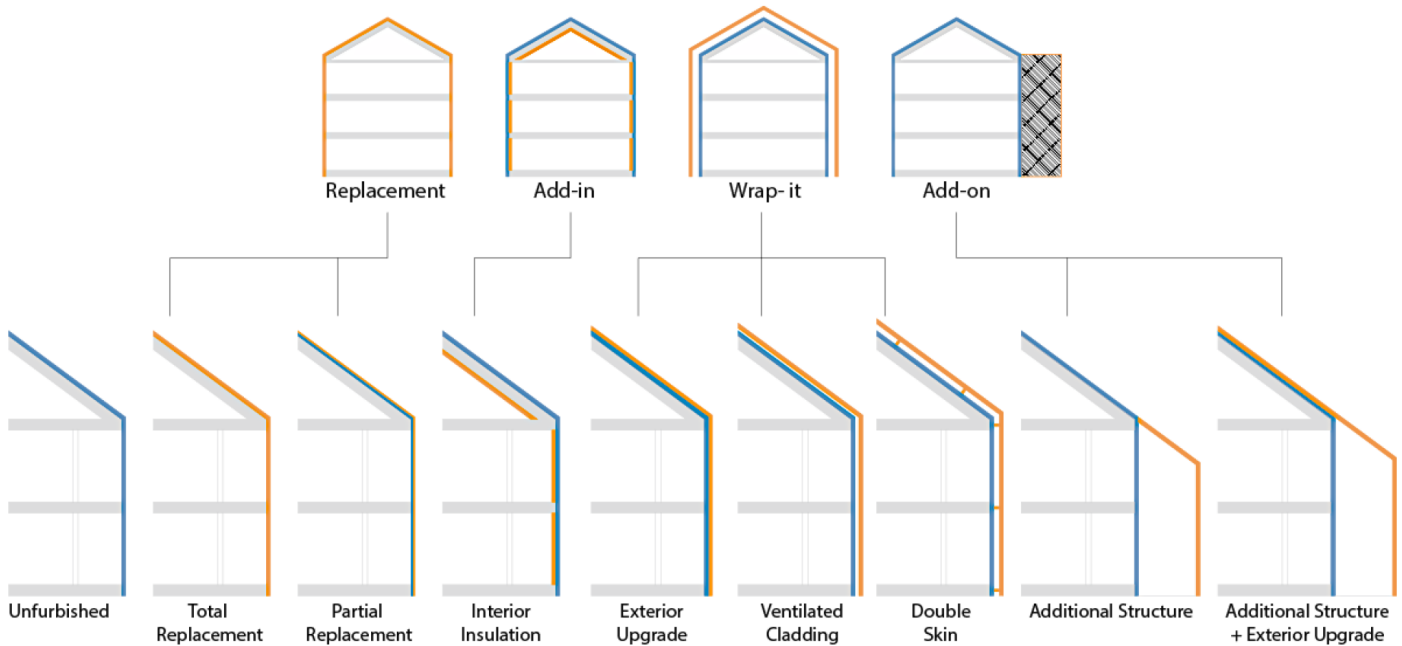 Replacement
Add-in
Wrap- it
Add-on
Unfurbished
Total
Replacement
Partial
Replacement
Interior
Insulation
Exterior
Upgrade
Ventilated
Cladding
Double
Skin
Additional Structure
Additional Structure
+ Exterior Upgrade